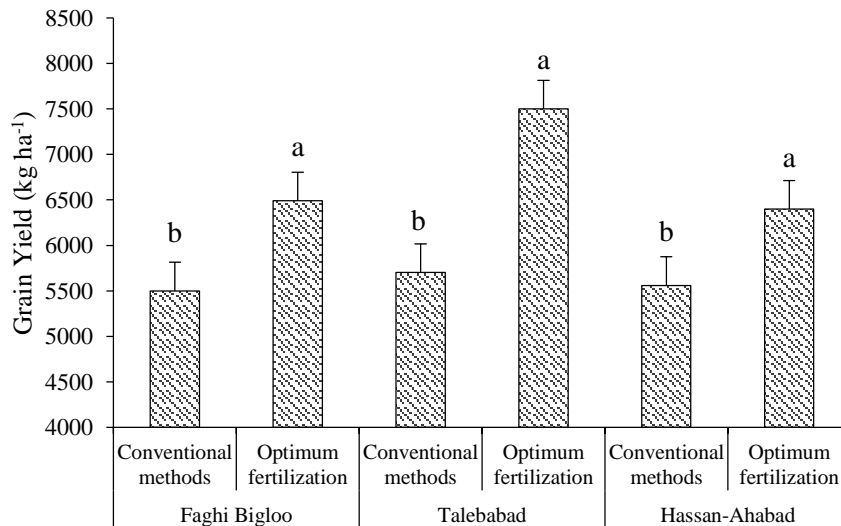 Grain Yield (kg ha⁻¹)
8500
8000
7500
7000
6500
6000
5500
5000
4500
4000
b
a
b
a
b
a
Conventional methods
Optimum fertilization
Conventional methods
Optimum fertilization
Conventional methods
Optimum fertilization
Faghi Bigloo
Talebabad
Hassan-Ahabad